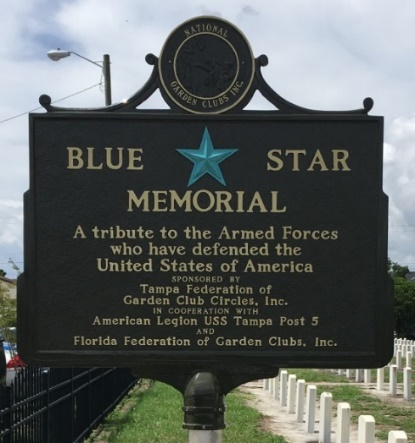 NATIONAL
GARDEN CLUBS INC.
BLUE STAR
MEMORIAL
A tribute to the Armed Forces
who have defended the
United States of America
SPONSORED BY
Tampa Federation of
Garden Club Circles, Inc.
IN COOPERATION WITH
American Legion USS Tampa Post 5
AND
Florida Federation of Garden Clubs, Inc.